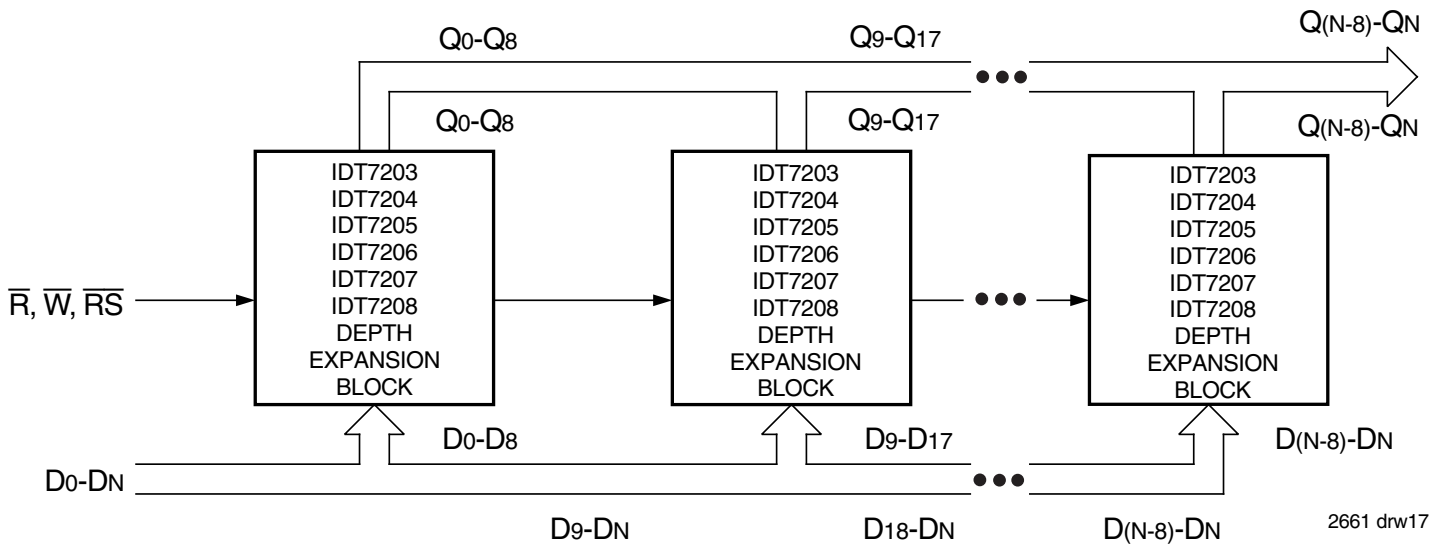 Q0-Q8 Q9-Q17 Q(N-8)-QN
Q0-Q8 Q9-Q17 Q(N-8)-QN
IDT7203
IDT7204
IDT7205
IDT7206
IDT7207
IDT7208
DEPTH
EXPANSION
BLOCK
IDT7203
IDT7204
IDT7205
IDT7206
IDT7207
IDT7208
DEPTH
EXPANSION
BLOCK
IDT7203
IDT7204
IDT7205
IDT7206
IDT7207
IDT7208
DEPTH
EXPANSION
BLOCK
R̅, W̅, R̅S̅
D0-D8 D9-D17 D(N-8)-DN
D0-DN
D9-DN D18-DN D(N-8)-DN
2661 drw17